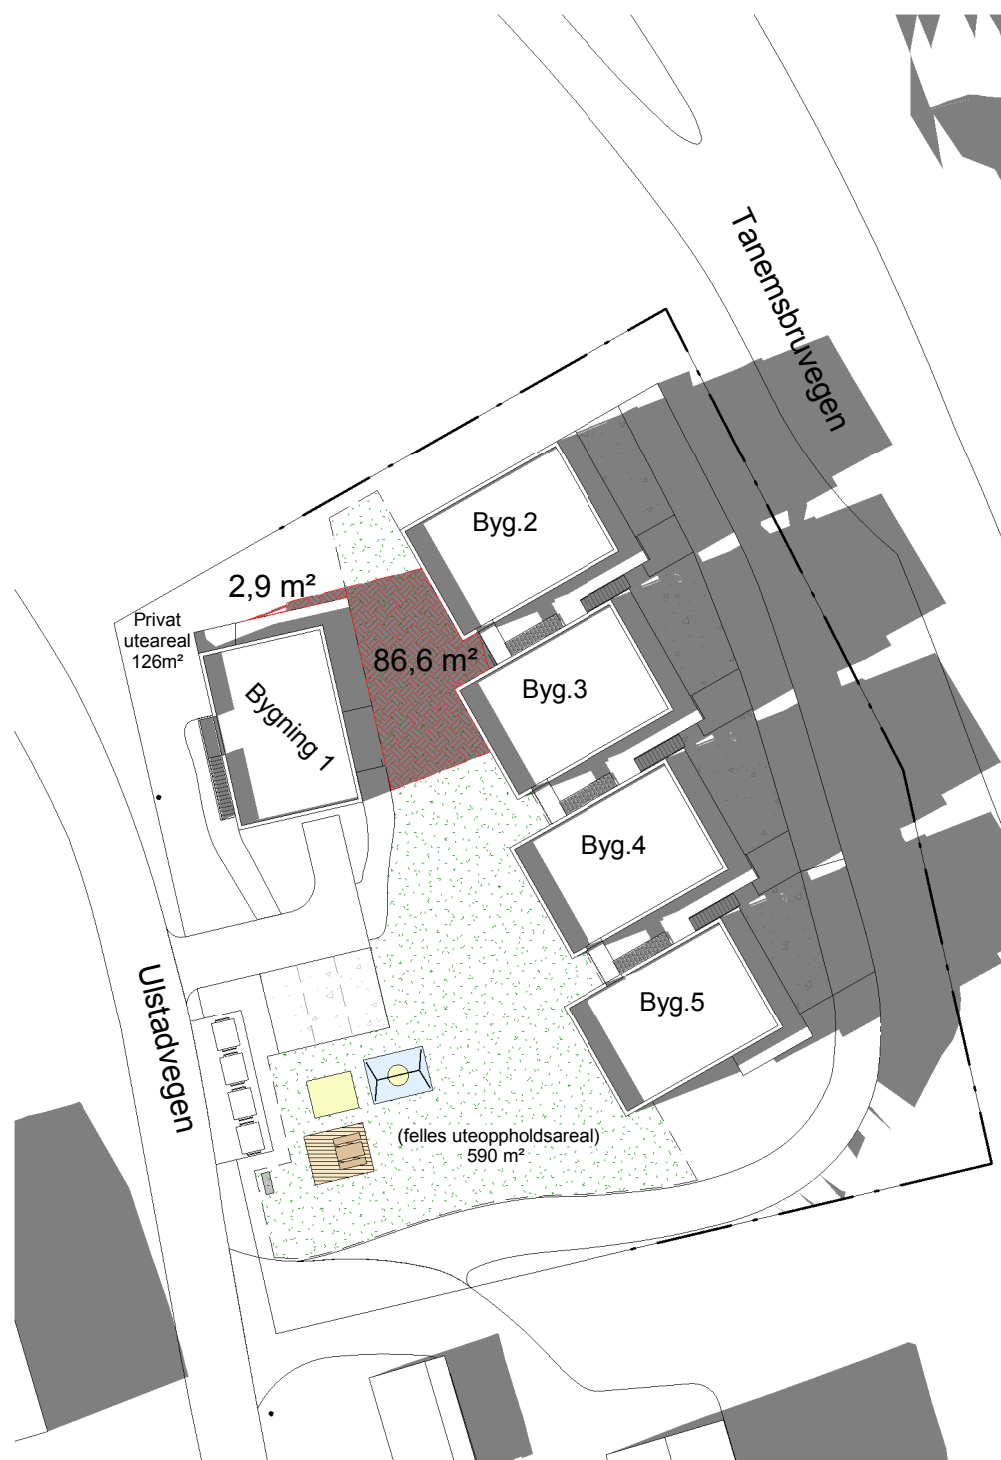 Tanemsbruvegen
Byg.2
2,9 m²
Privat
uteareal
126m²
86,6 m²
Byg.3
Bygning 1
Byg.4
Byg.5
Ulstadvegen
(felles uteoppholdsareal)
590 m²